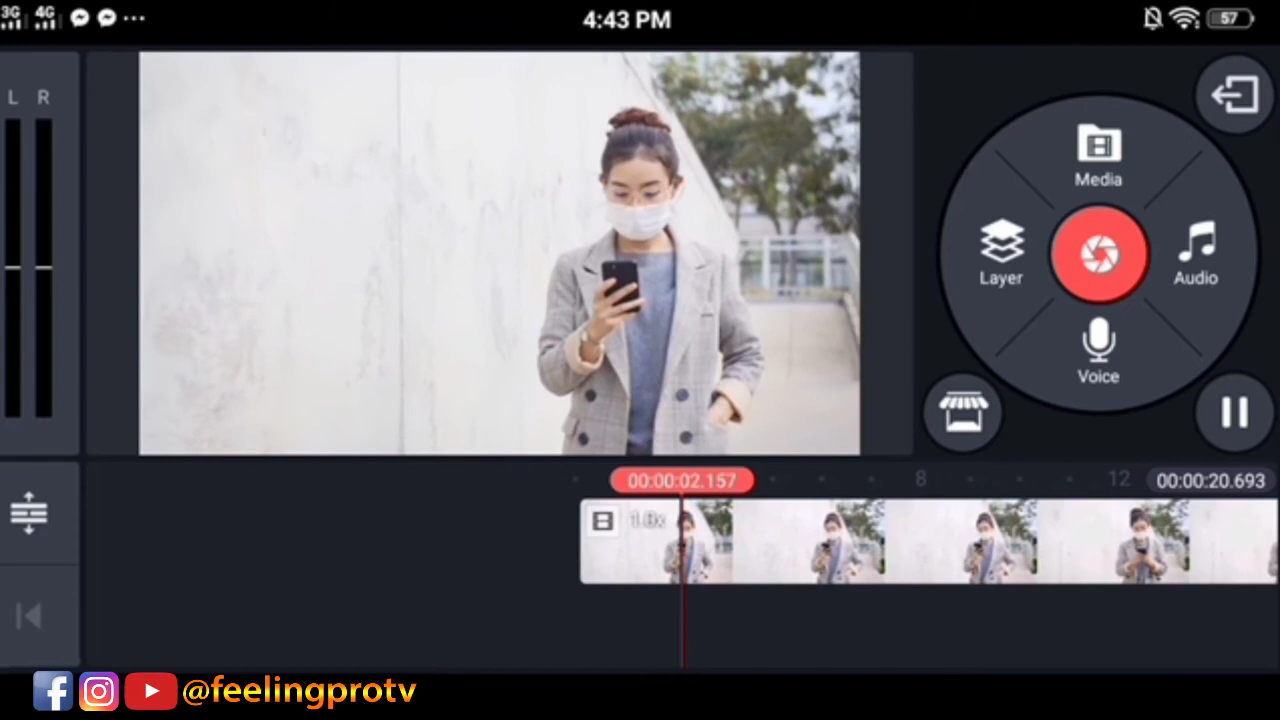 3G 4G 4:43 PM 57
L R
Media
Layer
Audio
Voice
00:00:02.157 8 12 00:00:20.693
1.0x
@feelingprotv